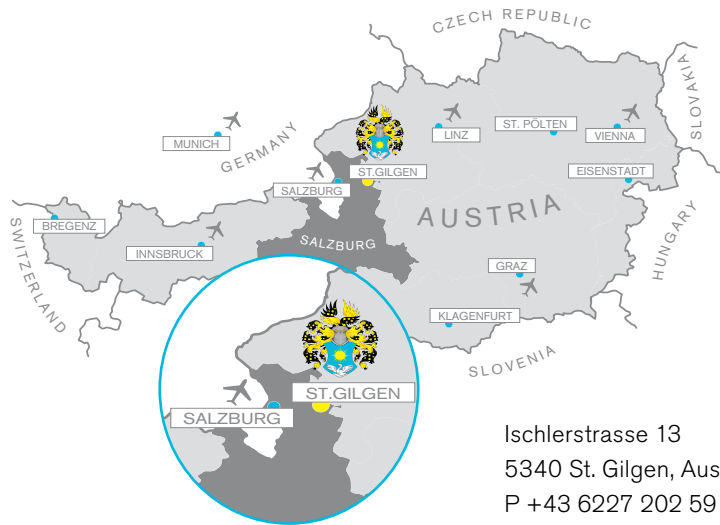 CZECH REPUBLIC
SLOVAKIA
GERMANY
MUNICH
LINZ
ST. PÖLTEN
VIENNA
ST.GILGEN
SALZBURG
EISENSTADT
AUSTRIA
SWITZERLAND
BREGENZ
INNSBRUCK
SALZBURG
HUNGARY
GRAZ
KLAGENFURT
SLOVENIA
ST.GILGEN
SALZBURG
Ischlerstrasse 13
5340 St. Gilgen, Aus
P +43 6227 202 59